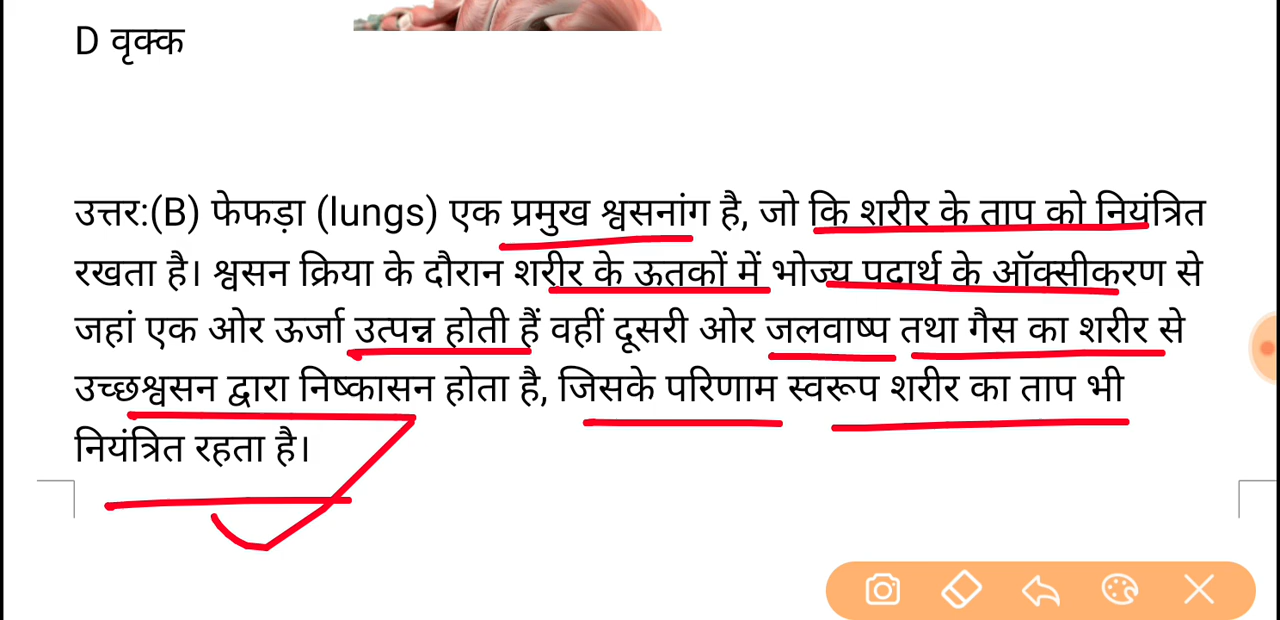 D वृक्क
उत्तर:(B) फेफड़ा (lungs) एक प्रमुख श्वसनांग है, जो कि शरीर के ताप को नियंत्रित
रखता है। श्वसन क्रिया के दौरान शरीर के ऊतकों में भोज्य पदार्थ के ऑक्सीकरण से
जहां एक ओर ऊर्जा उत्पन्न होती हैं वहीं दूसरी ओर जलवाष्प तथा गैस का शरीर से
उच्छश्वसन द्वारा निष्कासन होता है, जिसके परिणाम स्वरूप शरीर का ताप भी
नियंत्रित रहता है।